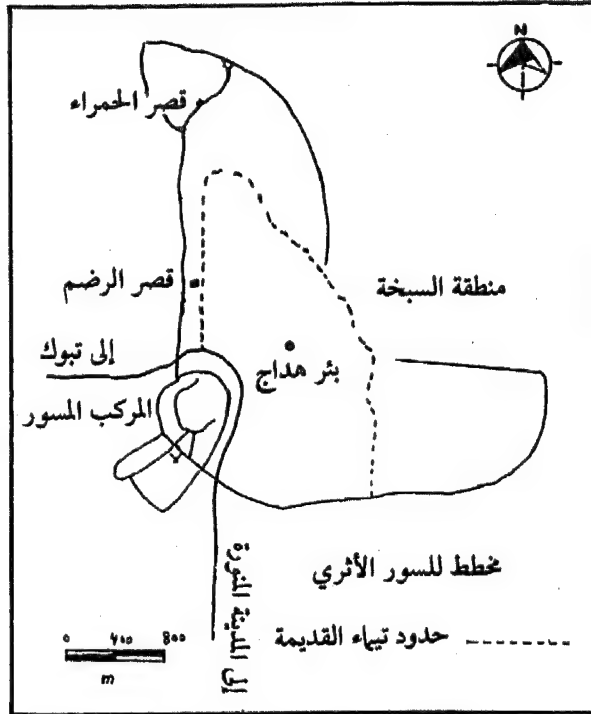 N
قصر الحمراء
قصر الرضم
منطقة السبخة
إلى تبوك
بئر هداج
المركب المسور
إلى المدينة المنورة
مخطط للسور الأثري
حدود تيماء القديمة
0 400 800
m